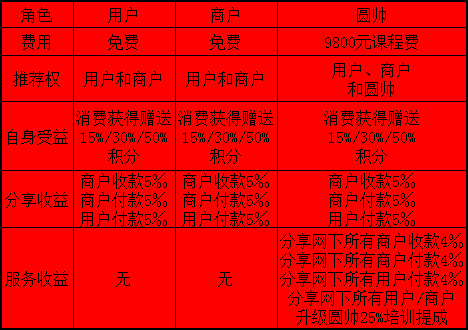 角色 用户 商户 圆帅
费用 免费 免费 9800元课程费
推荐权 用户和商户 用户和商户 用户、商户
和圆帅
自身受益 消费获得赠送 消费获得赠送 消费获得赠送
15%/30%/50% 15%/30%/50% 15%/30%/50%
积分 积分 积分
分享收益 商户收款5‰ 商户收款5‰ 商户收款5‰
商户付款5‰ 商户付款5‰ 商户付款5‰
用户付款5‰ 用户付款5‰ 用户付款5‰
服务收益 无 无 分享网下所有商户收款4‰
分享网下所有商户付款4‰
分享网下所有用户付款4‰
分享网下所有用户/商户
升级圆帅25%培训提成